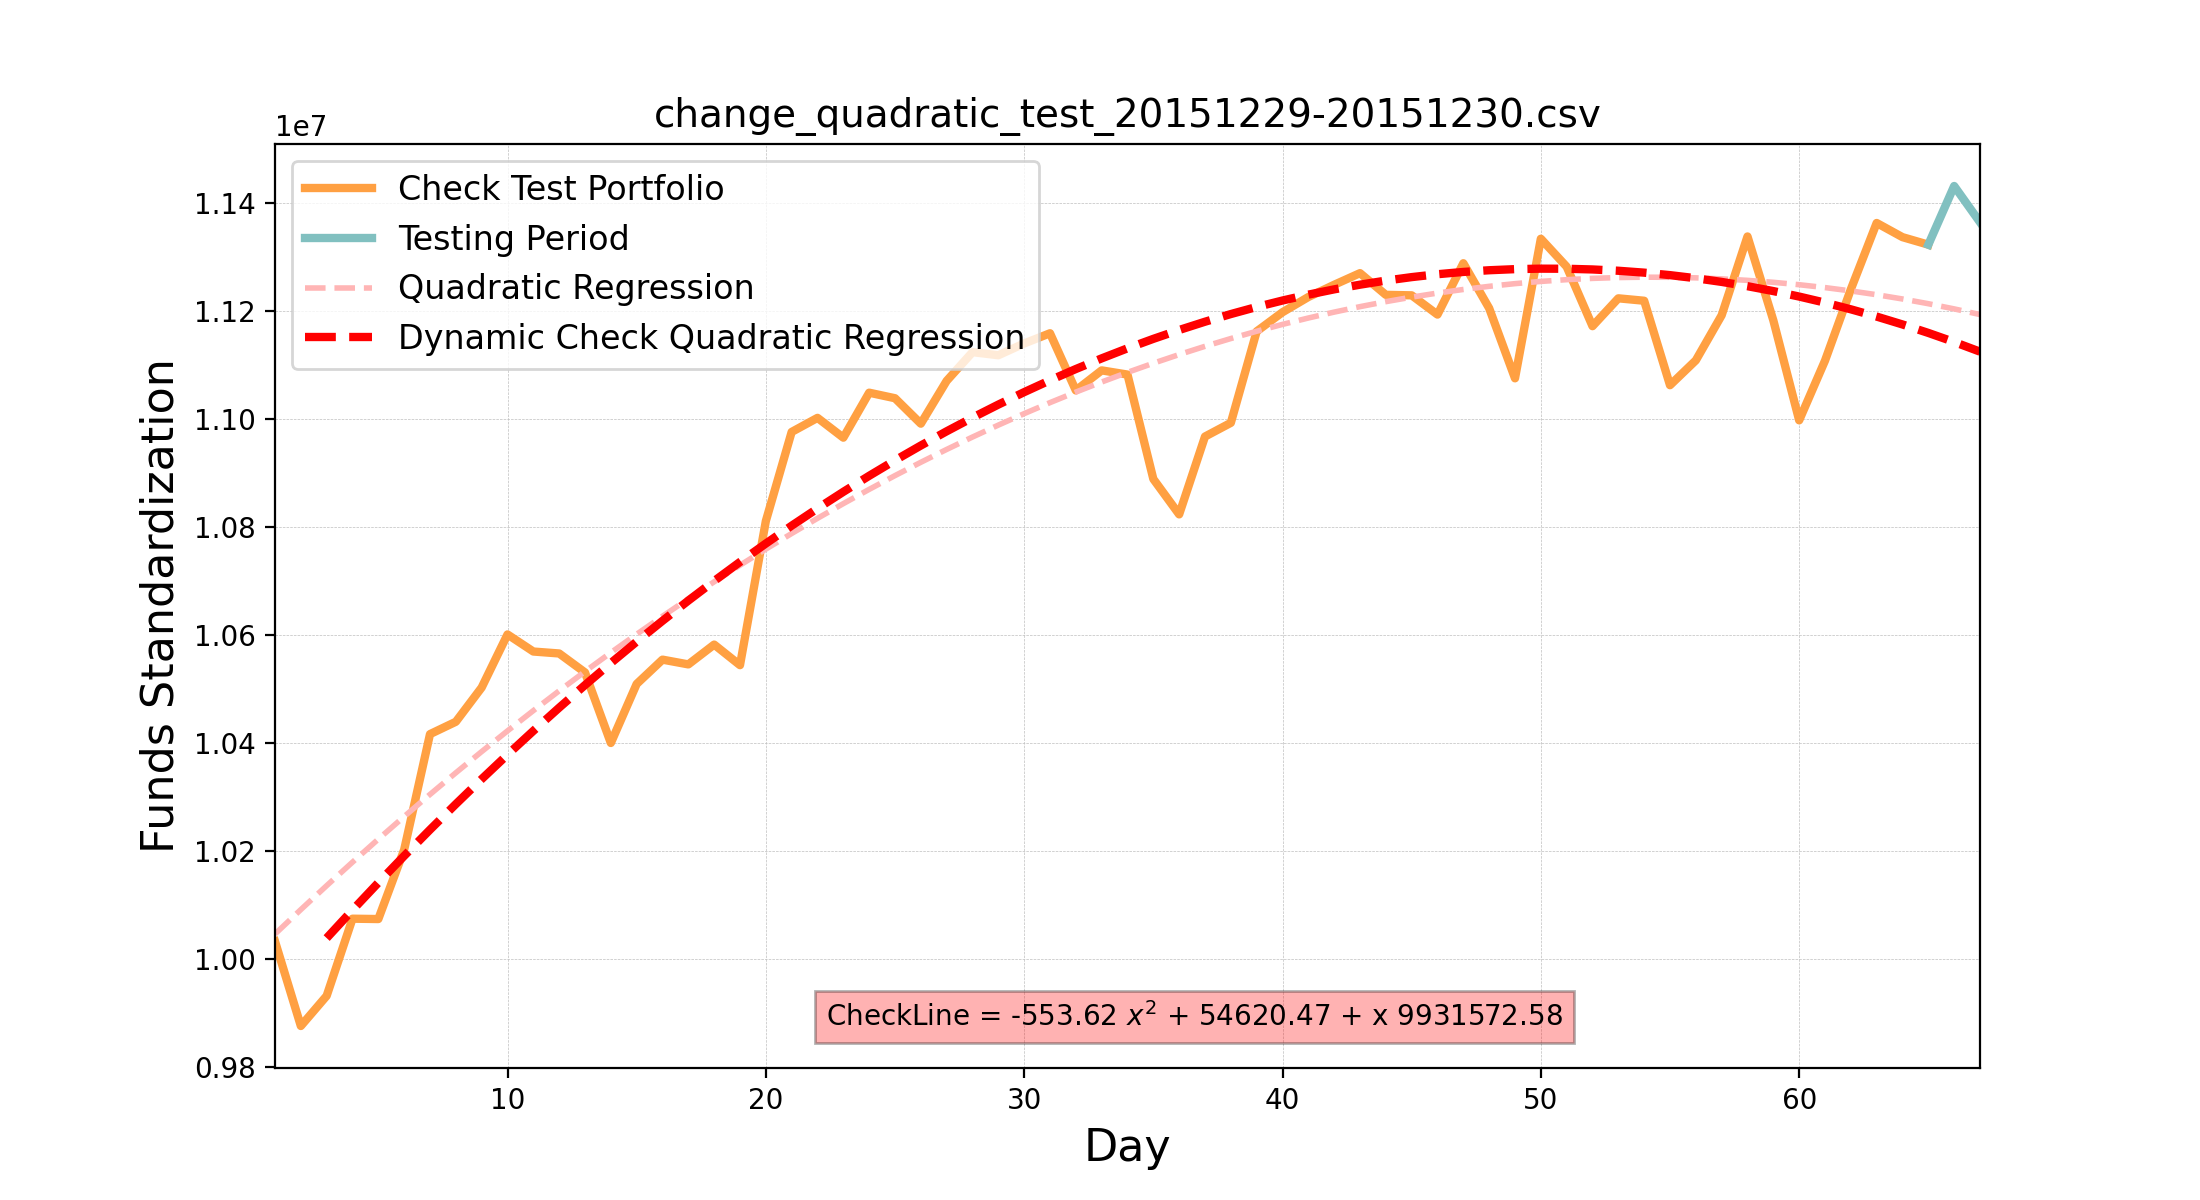 change_quadratic_test_20151229-20151230.csv
1e7
Check Test Portfolio
Testing Period
Quadratic Regression
Dynamic Check Quadratic Regression
1.14
1.12
1.10
1.08
1.06
1.04
1.02
1.00
0.98
Funds Standardization
CheckLine = -553.62 x² + 54620.47 + x 9931572.58
10 20 30 40 50 60
Day